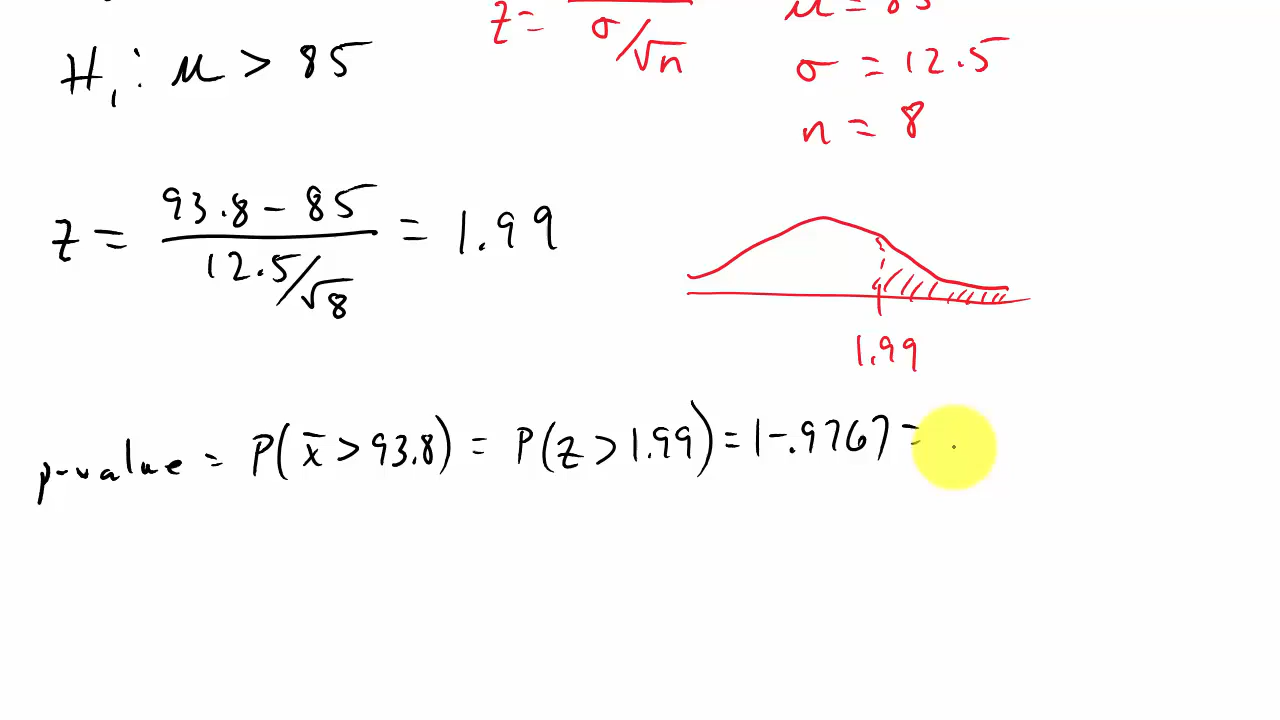 μ = 85
z = σ/√n
σ = 12.5
H₁ : μ > 85
n = 8
z = (93.8 - 85)/(12.5/√8) = 1.99
1.99
p-value = P(x̄ > 93.8) = P(z > 1.99) = 1-.9767 = .